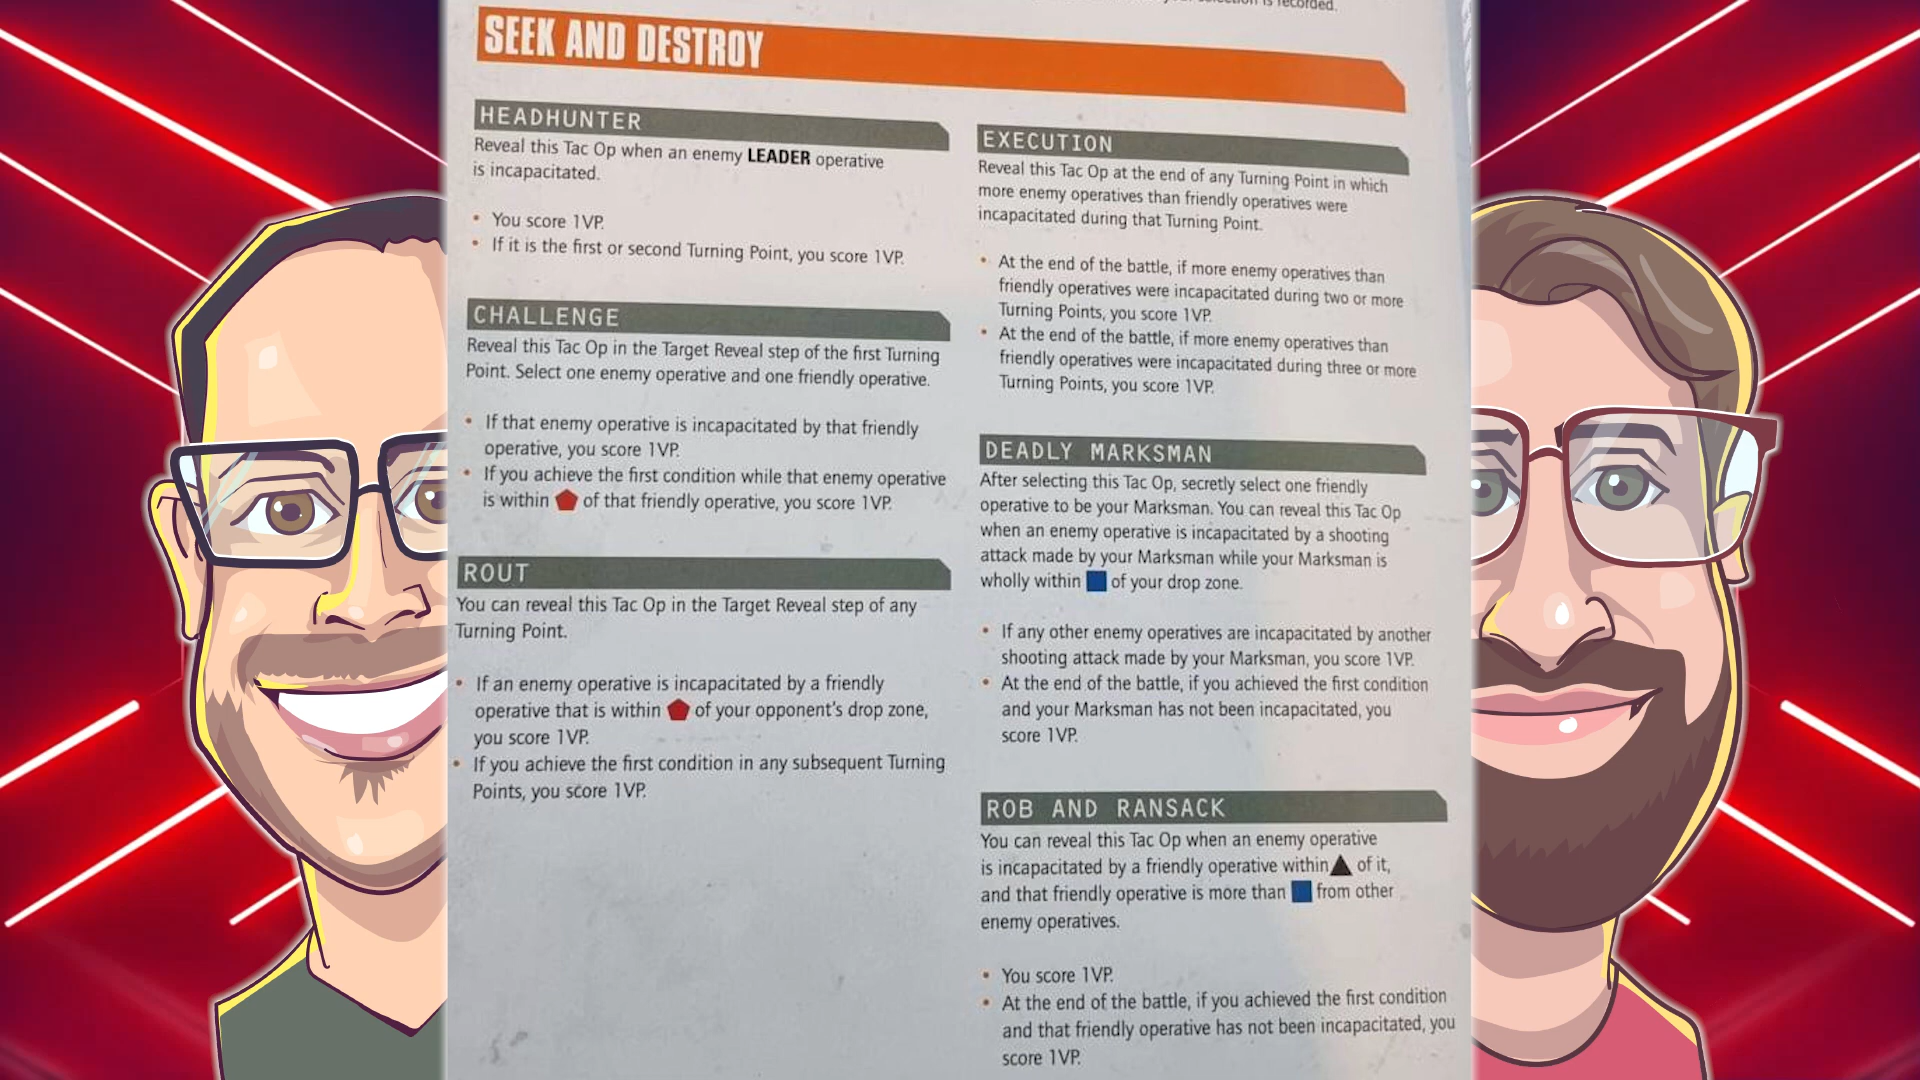 selection is recorded.
SEEK AND DESTROY
HEADHUNTER
Reveal this Tac Op when an enemy LEADER operative
is incapacitated.
• You score 1VP.
• If it is the first or second Turning Point, you score 1VP.
CHALLENGE
Reveal this Tac Op in the Target Reveal step of the first Turning
Point. Select one enemy operative and one friendly operative.
• If that enemy operative is incapacitated by that friendly
operative, you score 1VP.
• If you achieve the first condition while that enemy operative
is within of that friendly operative, you score 1VP.
ROUT
You can reveal this Tac Op in the Target Reveal step of any
Turning Point.
• If an enemy operative is incapacitated by a friendly
operative that is within of your opponent's drop zone,
you score 1VP.
• If you achieve the first condition in any subsequent Turning
Points, you score 1VP.
EXECUTION
Reveal this Tac Op at the end of any Turning Point in which
more enemy operatives than friendly operatives were
incapacitated during that Turning Point.
• At the end of the battle, if more enemy operatives than
friendly operatives were incapacitated during two or more
Turning Points, you score 1VP.
• At the end of the battle, if more enemy operatives than
friendly operatives were incapacitated during three or more
Turning Points, you score 1VP.
DEADLY MARKSMAN
After selecting this Tac Op, secretly select one friendly
operative to be your Marksman. You can reveal this Tac Op
when an enemy operative is incapacitated by a shooting
attack made by your Marksman while your Marksman is
wholly within of your drop zone.
• If any other enemy operatives are incapacitated by another
shooting attack made by your Marksman, you score 1VP.
• At the end of the battle, if you achieved the first condition
and your Marksman has not been incapacitated, you
score 1VP.
ROB AND RANSACK
You can reveal this Tac Op when an enemy operative
is incapacitated by a friendly operative within of it,
and that friendly operative is more than from other
enemy operatives.
• You score 1VP.
• At the end of the battle, if you achieved the first condition
and that friendly operative has not been incapacitated, you
score 1VP.